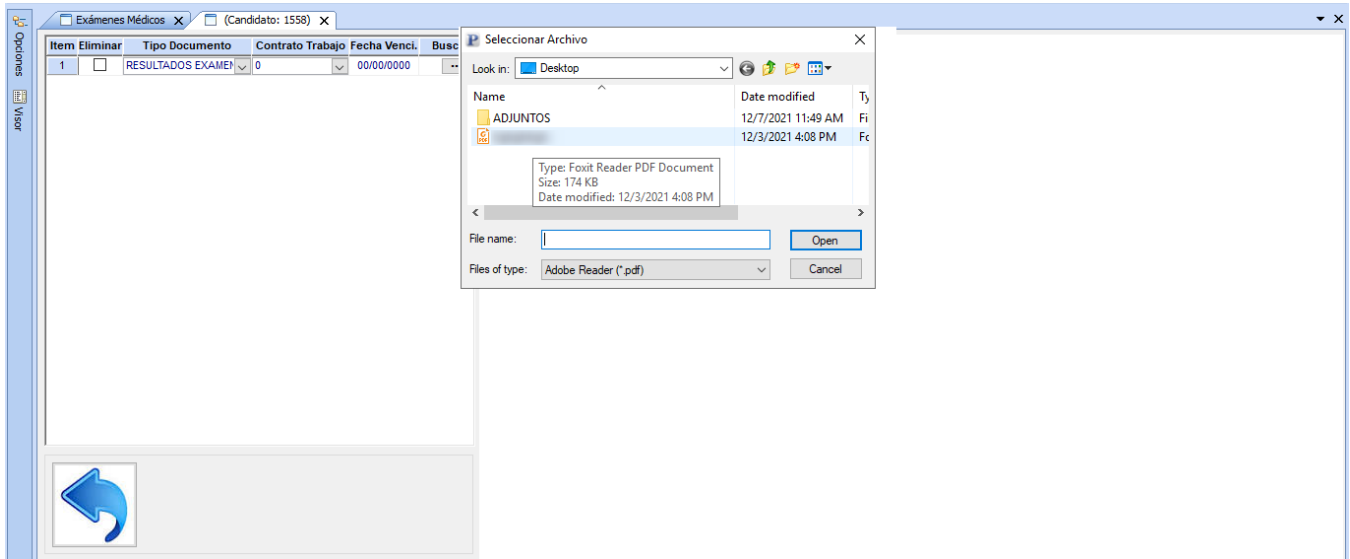 Exámenes Médicos X (Candidato: 1558) X
Opciones
Visor
Item Eliminar Tipo Documento Contrato Trabajo Fecha Venci. Busc
1 RESULTADOS EXAMEN 0 00/00/0000 ..
Seleccionar Archivo
Look in: Desktop
Name Date modified Ty
ADJUNTOS 12/7/2021 11:49 AM Fi
PDF 12/3/2021 4:08 PM Fo
Type: Foxit Reader PDF Document
Size: 174 KB
Date modified: 12/3/2021 4:08 PM
File name: Open
Files of type: Adobe Reader (*.pdf) Cancel